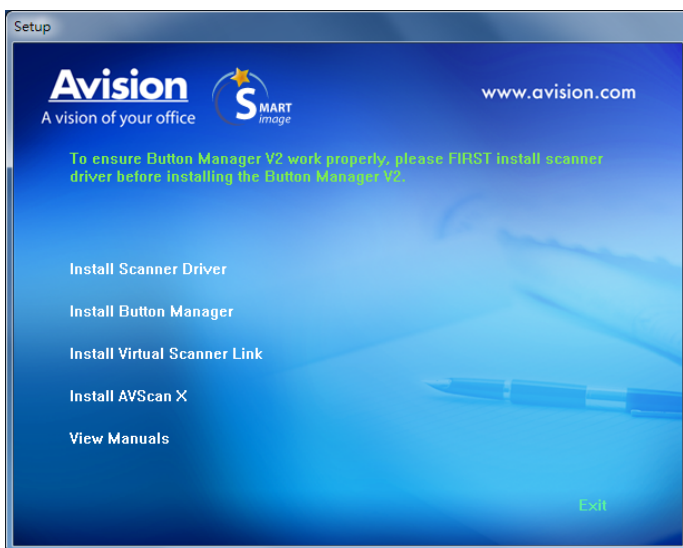 Setup
Avision
A vision of your office
SMART
image
www.avision.com
To ensure Button Manager V2 work properly, please FIRST install scanner
driver before installing the Button Manager V2.
Install Scanner Driver
Install Button Manager
Install Virtual Scanner Link
Install AVScan X
View Manuals
Exit